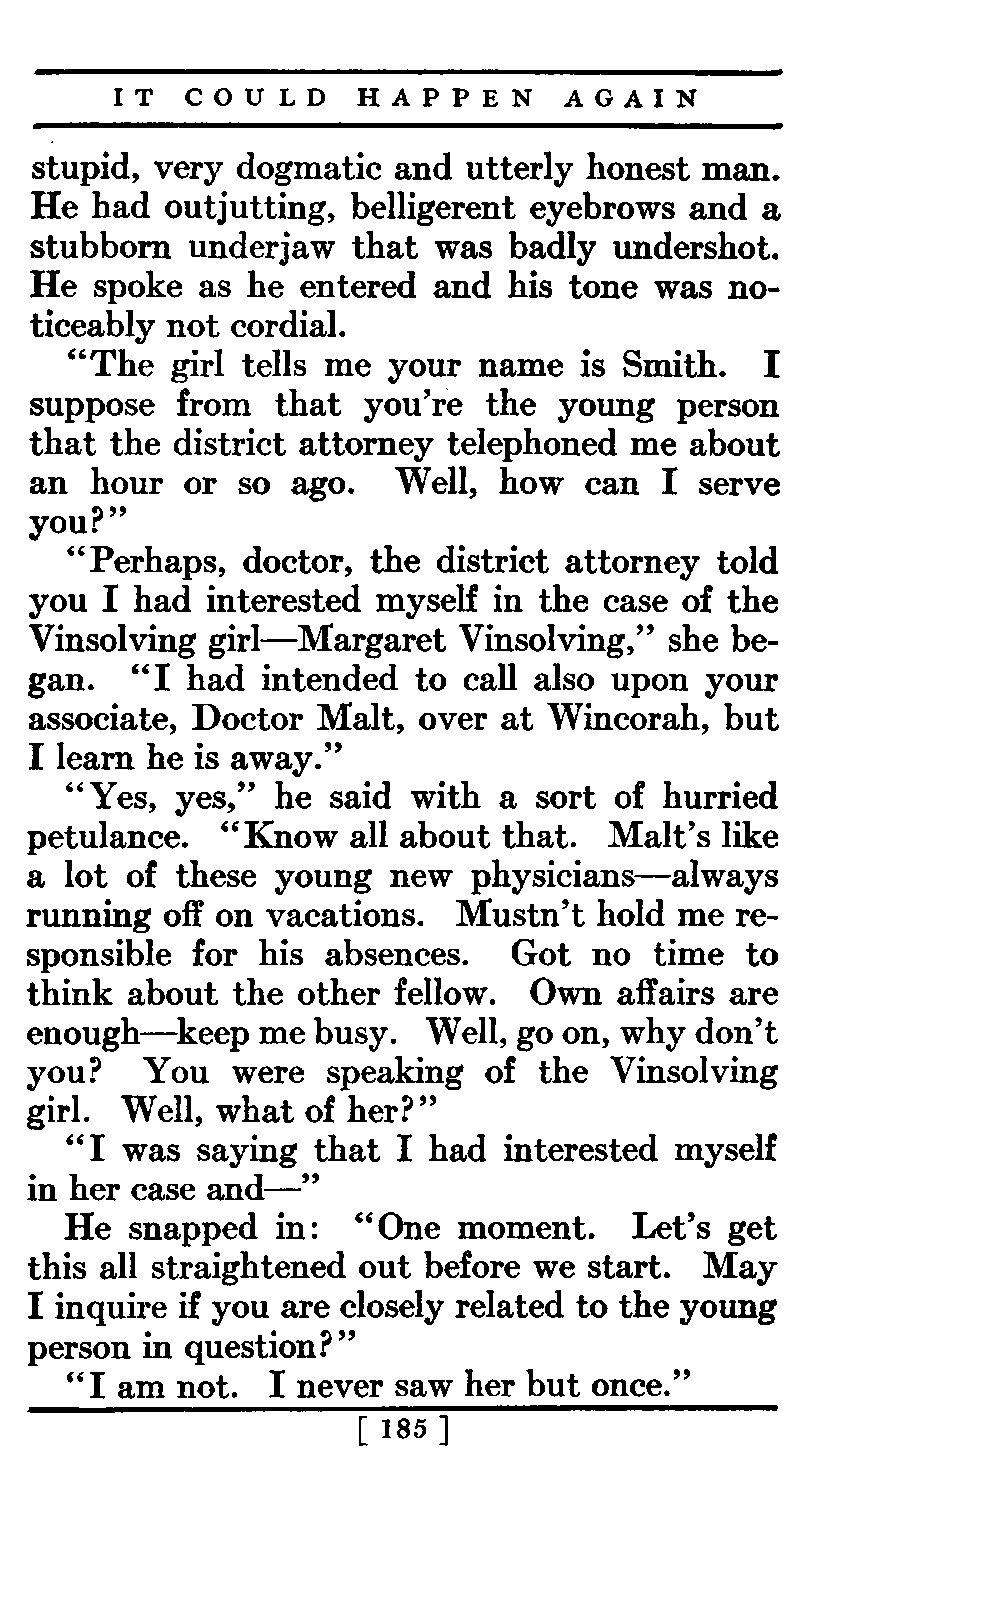 IT COULD HAPPEN AGAIN
stupid, very dogmatic and utterly honest man.
He had outjutting, belligerent eyebrows and a
stubborn underjaw that was badly undershot.
He spoke as he entered and his tone was no-
ticeably not cordial.
“The girl tells me your name is Smith. I
suppose from that you're the young person
that the district attorney telephoned me about
an hour or so ago. Well, how can I serve
you?”
“Perhaps, doctor, the district attorney told
you I had interested myself in the case of the
Vinsolving girl—Margaret Vinsolving,” she be-
gan. “I had intended to call also upon your
associate, Doctor Malt, over at Wincorah, but
I learn he is away.”
“Yes, yes,” he said with a sort of hurried
petulance. “Know all about that. Malt's like
a lot of these young new physicians—always
running off on vacations. Mustn't hold me re-
sponsible for his absences. Got no time to
think about the other fellow. Own affairs are
enough—keep me busy. Well, go on, why don't
you? You were speaking of the Vinsolving
girl. Well, what of her?”
“I was saying that I had interested myself
in her case and—”
He snapped in: “One moment. Let's get
this all straightened out before we start. May
I inquire if you are closely related to the young
person in question?”
“I am not. I never saw her but once.”
[ 185 ]